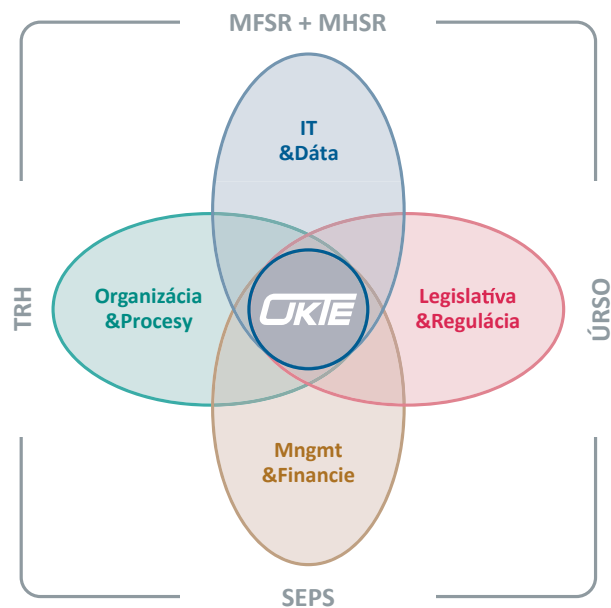 MFSR + MHSR
IT
&Dáta
TRH
Organizácia
&Procesy
OKTE
Legislatíva
&Regulácia
ÚRSO
Mngmt
&Financie
SEPS